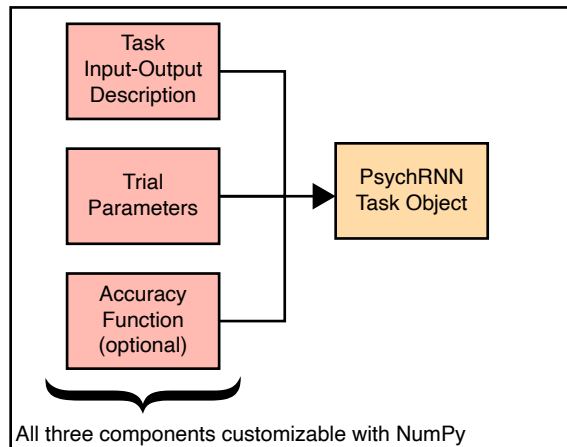 Task
Input-Output
Description
Trial
Parameters
PsychRNN
Task Object
Accuracy
Function
(optional)
All three components customizable with NumPy